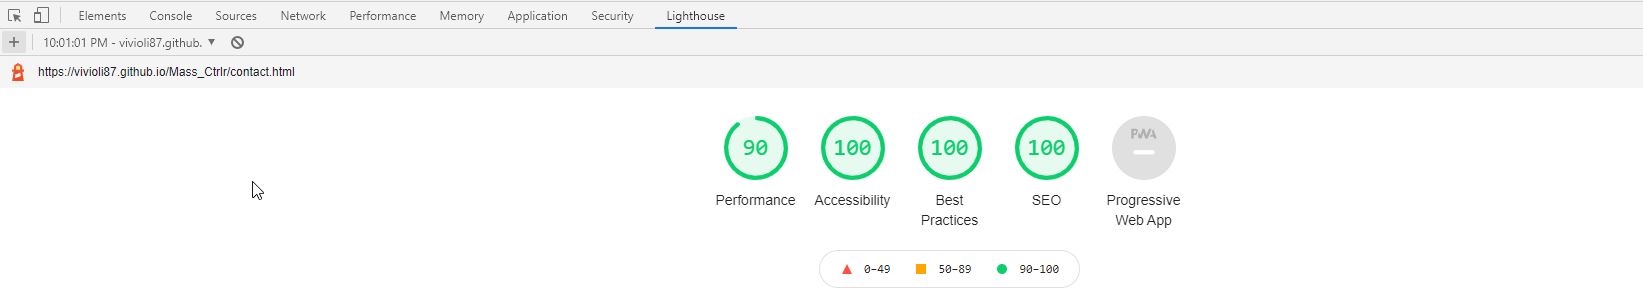 Elements Console Sources Network Performance Memory Application Security Lighthouse
+ 10:01:01 PM - vivioli87.github. ▼
https://vivioli87.github.io/Mass_Ctrlr/contact.html
90 100 100 100 PWA
Performance Accessibility Best Practices SEO Progressive Web App
0–49 50–89 90–100